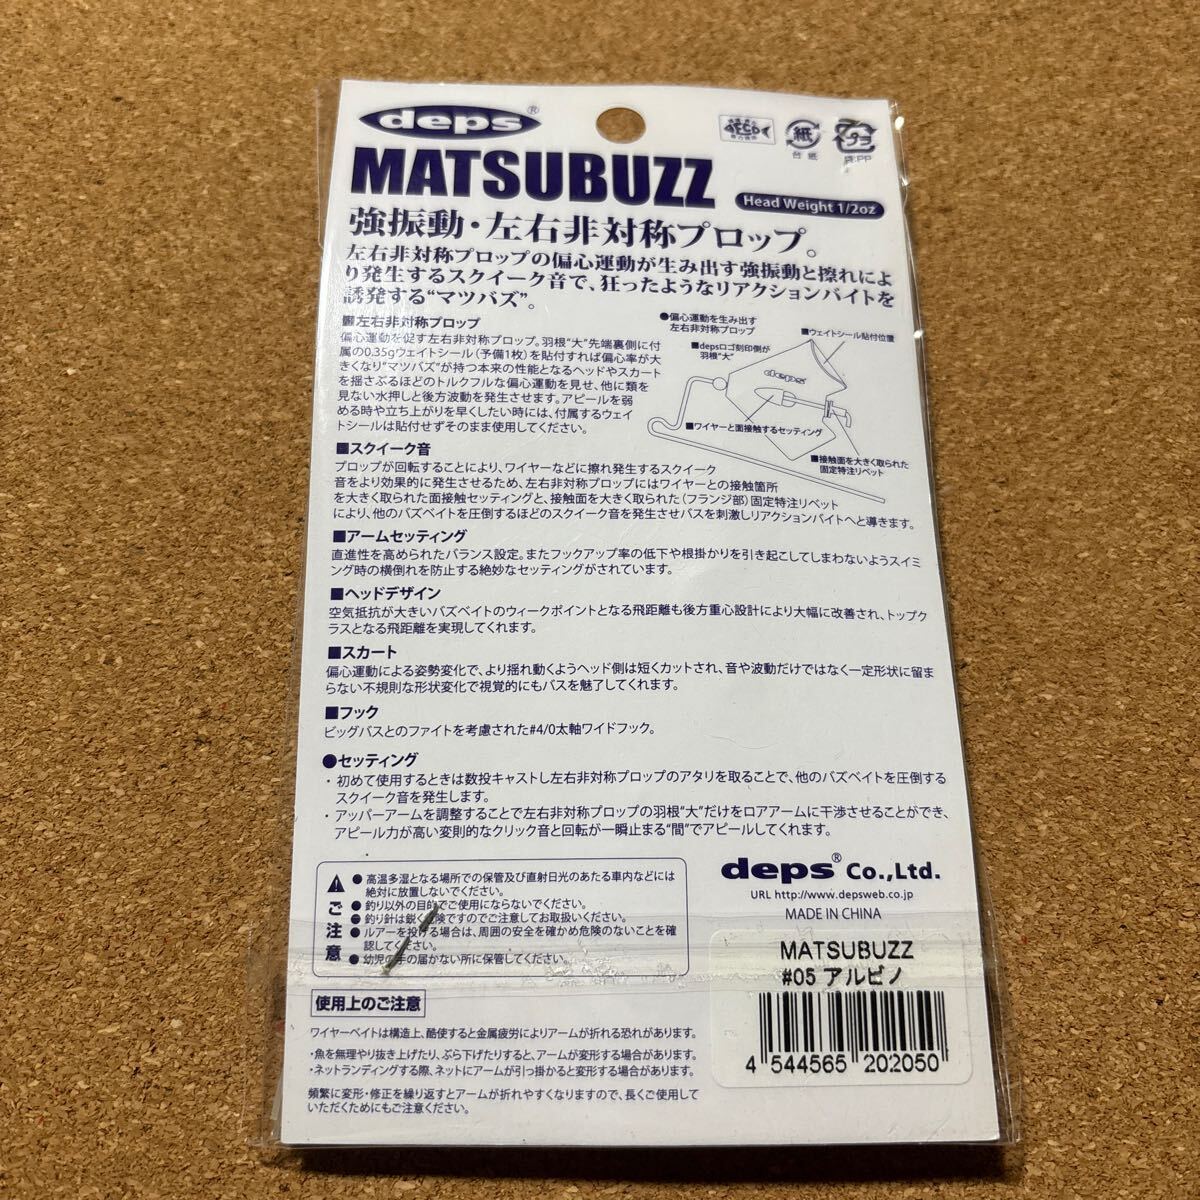 deps®
MATSUBUZZ
Head Weight 1/2oz
紙
台紙
プラ
袋:PP
強振動・左右非対称プロップ。
左右非対称プロップの偏心運動が生み出す強振動と擦れによ
り発生するスクイーク音で、狂ったようなリアクションバイトを
誘発する“マツバズ”。
■左右非対称プロップ
偏心運動を促す左右非対称プロップ。羽根“大”先端裏側に付
属の0.35gウェイトシール(予備1枚)を貼付すれば偏心率が大
きくなり“マツバズ”が持つ本来の性能となるヘッドやスカート
を揺さぶるほどのトルクフルな偏心運動を見せ、他に類を
見ない水押しと後方波動を発生させます。アピールを弱
める時や立ち上がりを早くしたい時には、付属するウェイ
トシールは貼付せずそのまま使用してください。
●偏心運動を生み出す
左右非対称プロップ
■ウェイトシール貼付位置
■depsロゴ刻印側が
羽根“大”
deps
■ワイヤーと面接触するセッティング
■接触面を大きく取られた
固定特注リベット
■スクイーク音
プロップが回転することにより、ワイヤーなどに擦れ発生するスクイーク
音をより効果的に発生させるため、左右非対称プロップにはワイヤーとの接触箇所
を大きく取られた面接触セッティングと、接触面を大きく取られた(フランジ部)固定特注リベット
により、他のバズベイトを圧倒するほどのスクイーク音を発生させバスを刺激しリアクションバイトへと導きます。
■アームセッティング
直進性を高められたバランス設定。またフックアップ率の低下や根掛かりを引き起こしてしまわないようスイミ
ング時の横倒れを防止する絶妙なセッティングがされています。
■ヘッドデザイン
空気抵抗が大きいバズベイトのウィークポイントとなる飛距離も後方重心設計により大幅に改善され、トップク
ラスとなる飛距離を実現してくれます。
■スカート
偏心運動による姿勢変化で、より揺れ動くようヘッド側は短くカットされ、音や波動だけではなく一定形状に留ま
らない不規則な形状変化で視覚的にもバスを魅了してくれます。
■フック
ビッグバスとのファイトを考慮された#4/0太軸ワイドフック。
●セッティング
・初めて使用するときは数投キャストし左右非対称プロップのアタリを取ることで、他のバズベイトを圧倒する
スクイーク音を発生します。
・アッパーアームを調整することで左右非対称プロップの羽根“大”だけをロアアームに干渉させることができ、
アピール力が高い変則的なクリック音と回転が一瞬止まる“間”でアピールしてくれます。
ご注意
●高温多湿となる場所での保管及び直射日光のあたる車内などには
絶対に放置しないでください。
●釣り以外の目的でご使用にならないでください。
●釣り針は鋭く危険ですのでご注意してお取扱いください。
●ルアーを投げる場合は、周囲の安全を確かめ危険のないことを確
認してください。
●幼児の手の届かない所に保管してください。
deps® Co.,Ltd.
URL http://www.depsweb.co.jp
MADE IN CHINA
MATSUBUZZ
#05 アルビノ
4 544565 202050
使用上のご注意
ワイヤーベイトは構造上、酷使すると金属疲労によりアームが折れる恐れがあります。
・魚を無理やり抜き上げたり、ぶら下げたりすると、アームが変形する場合があります。
・ネットランディングする際、ネットにアームが引っ掛かると変形する場合があります。
頻繁に変形・修正を繰り返すとアームが折れやすくなりますので、長くご使用して
いただくためにもご注意ください。